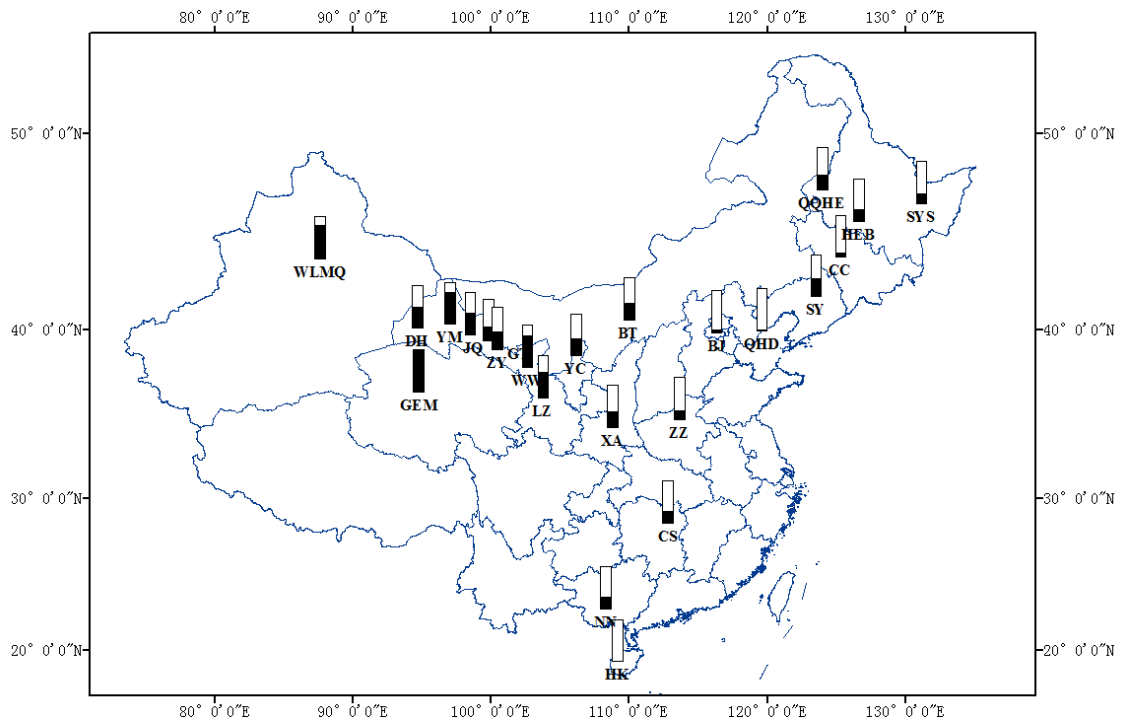 80° 0'0"E 90° 0'0"E 100° 0'0"E 110° 0'0"E 120° 0'0"E 130° 0'0"E
50° 0'0"N 50° 0'0"N
QQHE
SYS
HEB
CC
WLMQ
SY
40° 0'0"N 40° 0'0"N
DH
YM
JQ
ZY
G
WW
LZ
YC
BT
BJ
QHD
GEM
XA
ZZ
30° 0'0"N 30° 0'0"N
CS
NN
20° 0'0"N 20° 0'0"N
HK
80° 0'0"E 90° 0'0"E 100° 0'0"E 110° 0'0"E 120° 0'0"E 130° 0'0"E